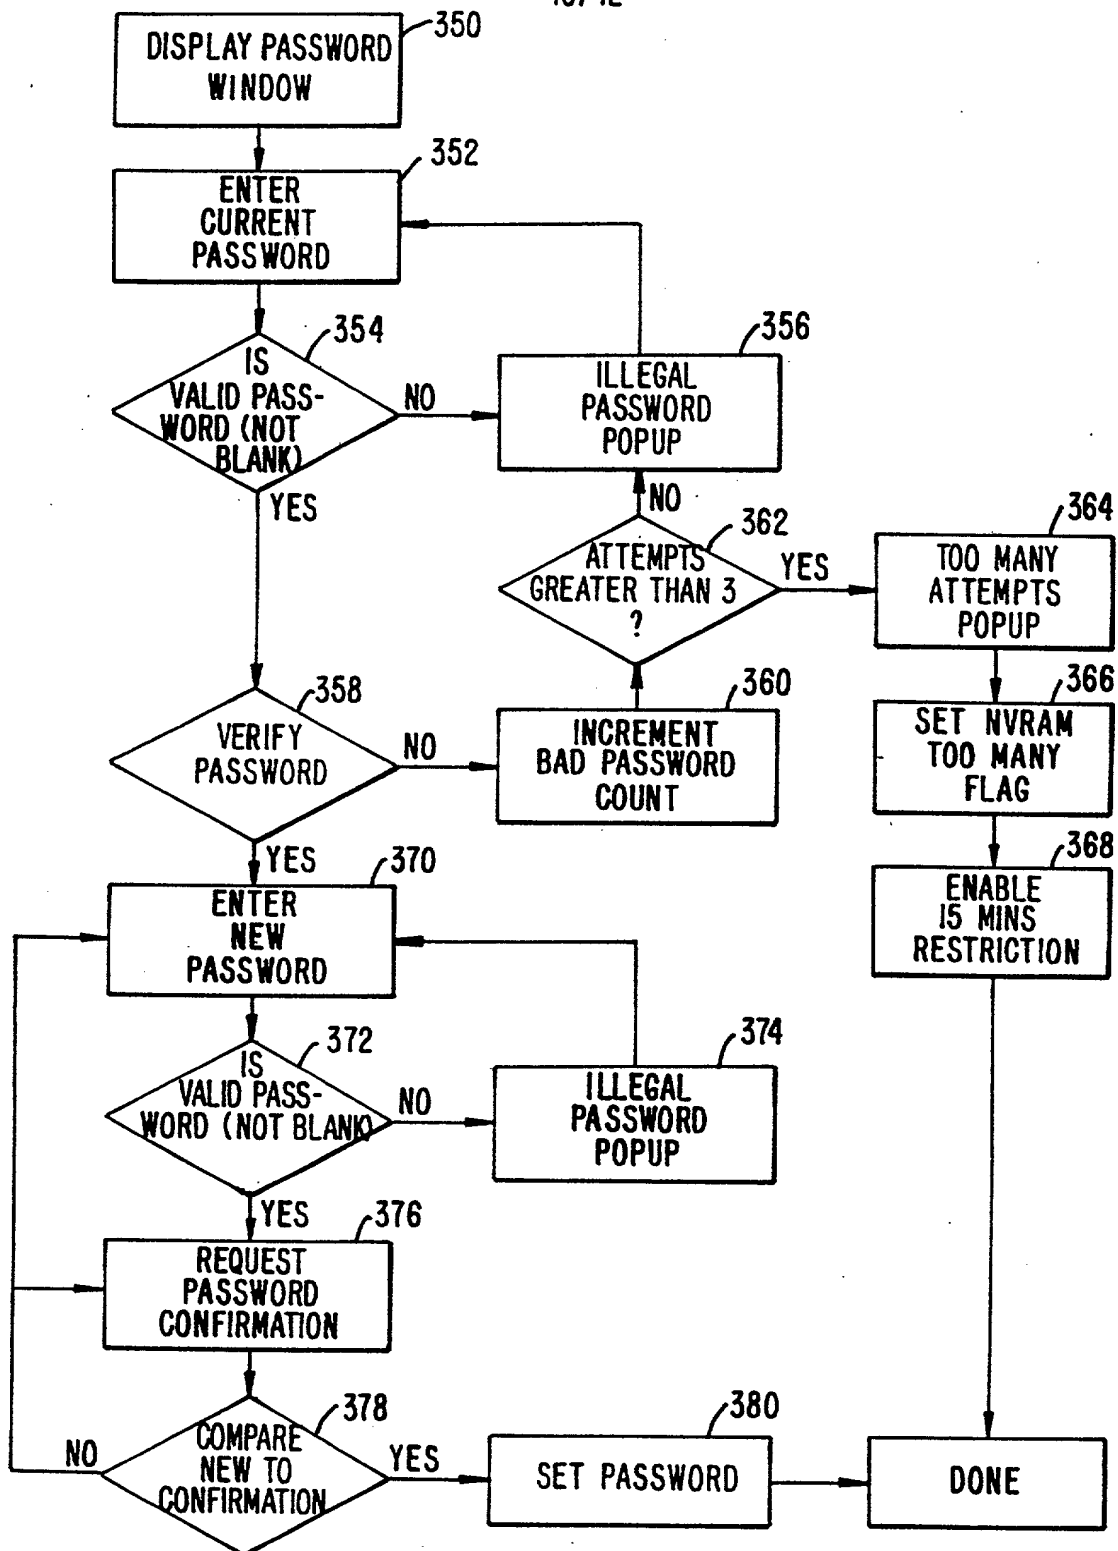 350
DISPLAY PASSWORD
WINDOW
352
ENTER
CURRENT
PASSWORD
354
IS
VALID PASS-
WORD (NOT
BLANK)
NO
YES
356
ILLEGAL
PASSWORD
POPUP
NO
362
ATTEMPTS
GREATER THAN 3
?
YES
364
TOO MANY
ATTEMPTS
POPUP
358
VERIFY
PASSWORD
NO
YES
360
INCREMENT
BAD PASSWORD
COUNT
366
SET NVRAM
TOO MANY
FLAG
368
ENABLE
15 MINS
RESTRICTION
370
ENTER
NEW
PASSWORD
372
IS
VALID PASS-
WORD (NOT BLANK)
NO
YES
374
ILLEGAL
PASSWORD
POPUP
376
REQUEST
PASSWORD
CONFIRMATION
378
COMPARE
NEW TO
CONFIRMATION
NO
YES
380
SET PASSWORD
DONE